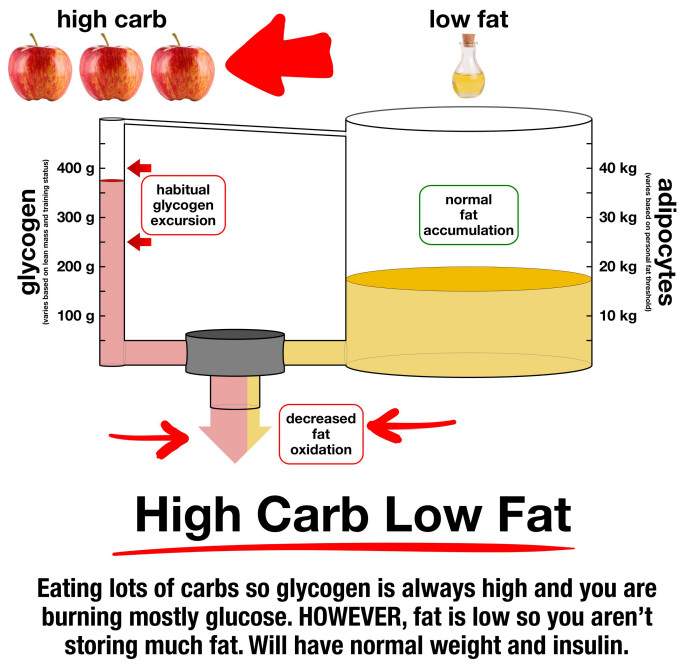 high carb
low fat
glycogen
(varies based on lean mass and training status)
400 g
300 g
200 g
100 g
habitual
glycogen
excursion
normal
fat
accumulation
40 kg
30 kg
20 kg
10 kg
adipocytes
(varies based on personal fat threshold)
decreased
fat
oxidation
High Carb Low Fat
Eating lots of carbs so glycogen is always high and you are
burning mostly glucose. HOWEVER, fat is low so you aren't
storing much fat. Will have normal weight and insulin.